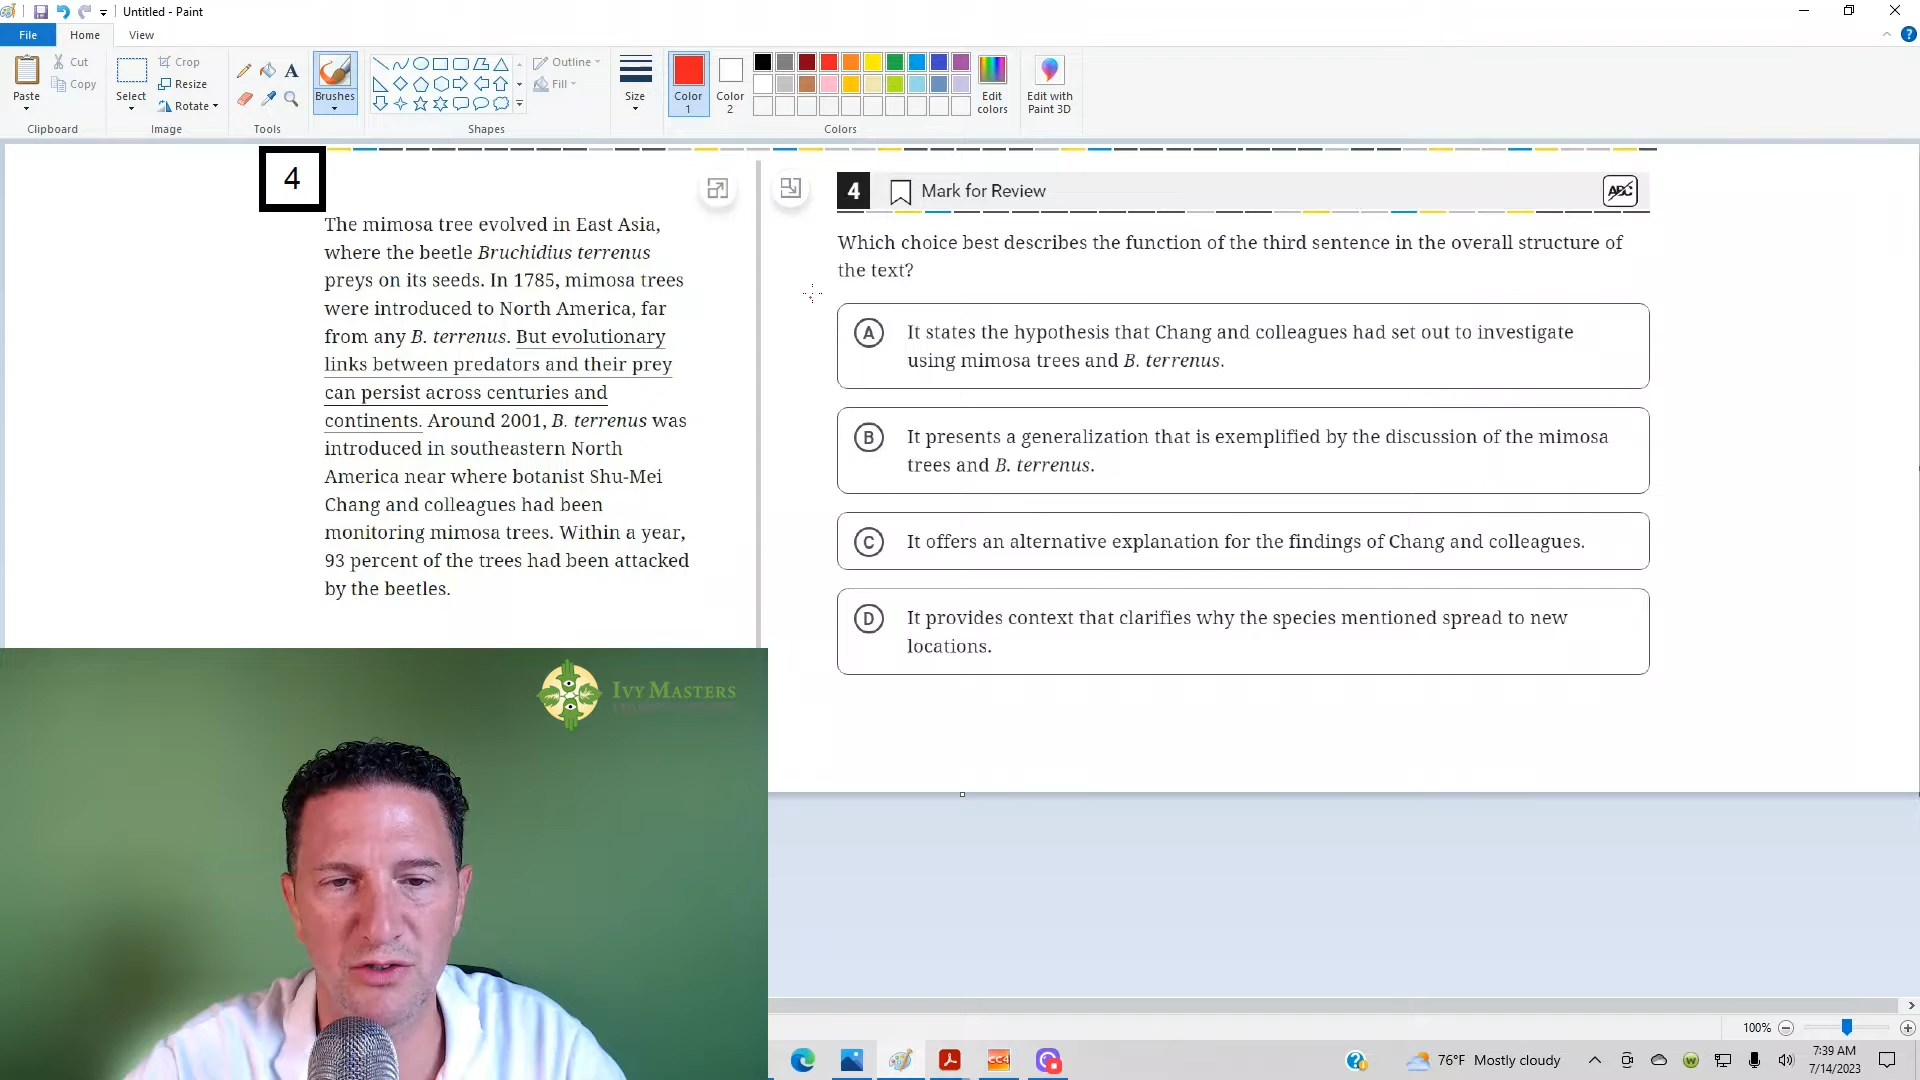 Untitled - Paint
File
Home
View
Paste
Cut
Copy
Clipboard
Select
Crop
Resize
Rotate
Image
Tools
Brushes
Shapes
Outline
Fill
Size
Color
1
Color
2
Edit
colors
Edit with
Paint 3D
Colors
4
The mimosa tree evolved in East Asia,
where the beetle Bruchidius terrenus
preys on its seeds. In 1785, mimosa trees
were introduced to North America, far
from any B. terrenus. But evolutionary
links between predators and their prey
can persist across centuries and
continents. Around 2001, B. terrenus was
introduced in southeastern North
America near where botanist Shu-Mei
Chang and colleagues had been
monitoring mimosa trees. Within a year,
93 percent of the trees had been attacked
by the beetles.
4
Mark for Review
ABC
Which choice best describes the function of the third sentence in the overall structure of
the text?
A
It states the hypothesis that Chang and colleagues had set out to investigate
using mimosa trees and B. terrenus.
B
It presents a generalization that is exemplified by the discussion of the mimosa
trees and B. terrenus.
C
It offers an alternative explanation for the findings of Chang and colleagues.
D
It provides context that clarifies why the species mentioned spread to new
locations.
IVY MASTERS
100%
CC4
76°F Mostly cloudy
7:39 AM
7/14/2023